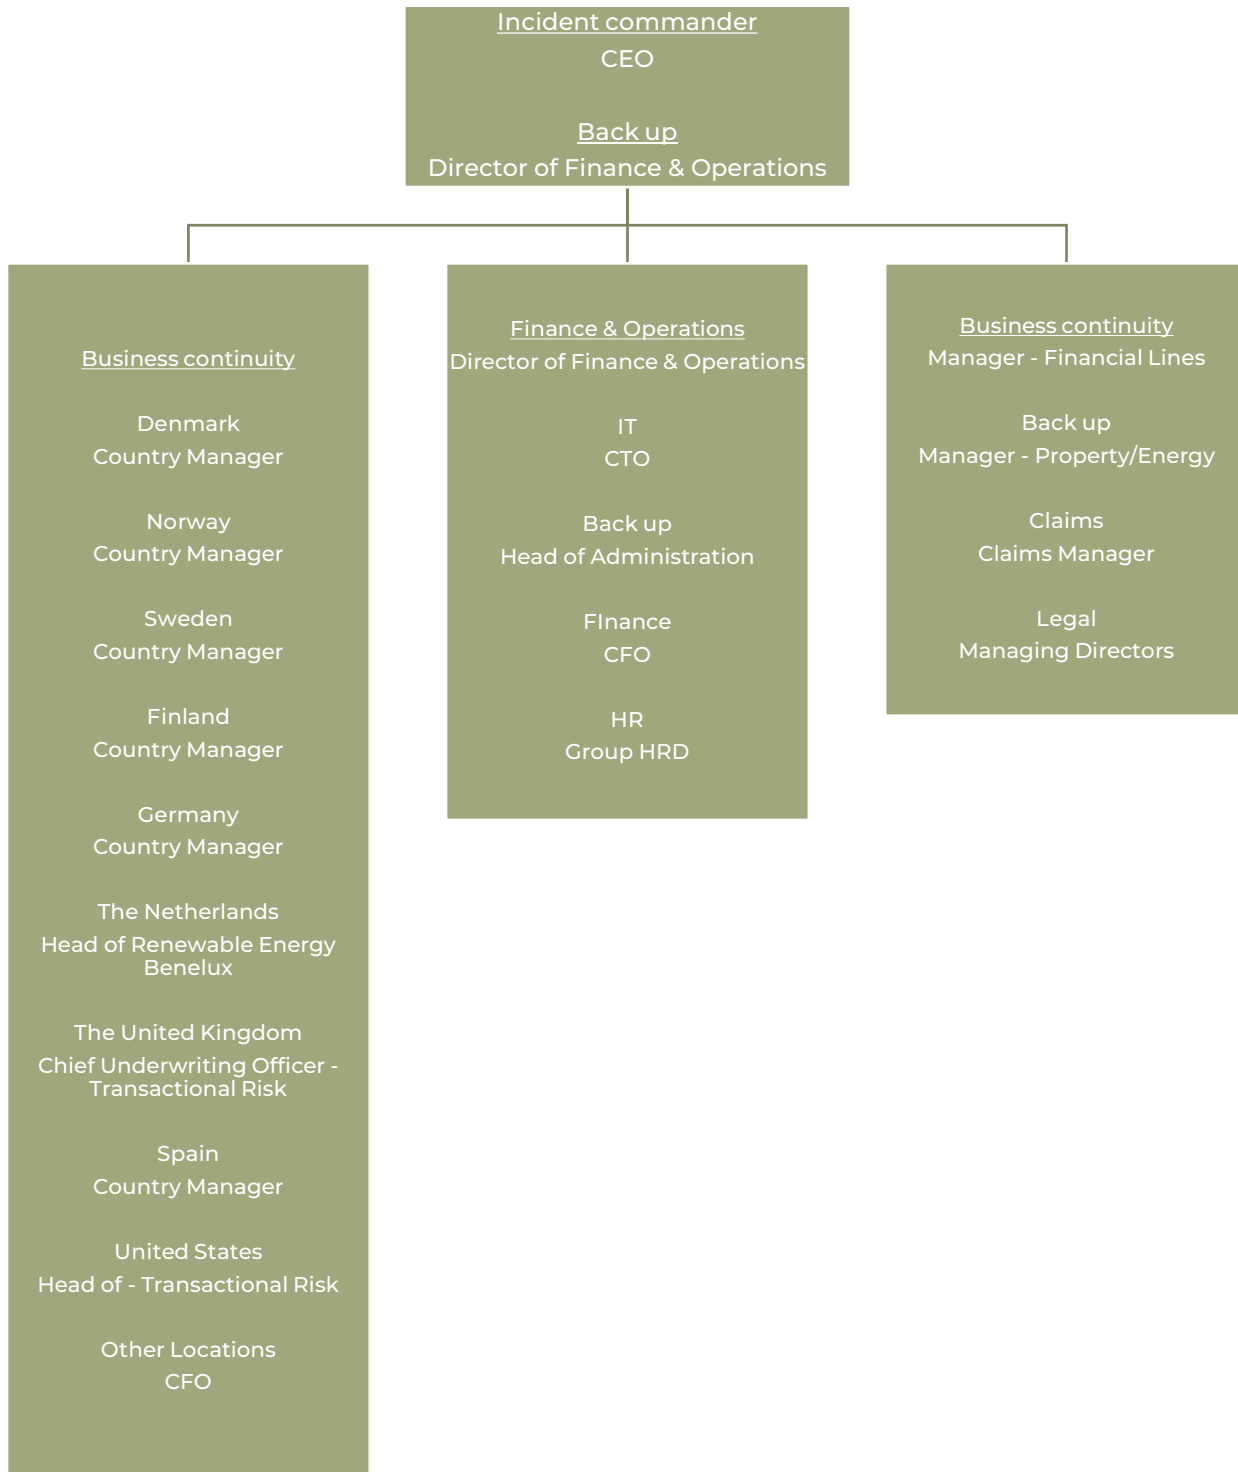 Incident commander
CEO
Back up
Director of Finance & Operations
Business continuity
Denmark
Country Manager
Norway
Country Manager
Sweden
Country Manager
Finland
Country Manager
Germany
Country Manager
The Netherlands
Head of Renewable Energy
Benelux
The United Kingdom
Chief Underwriting Officer -
Transactional Risk
Spain
Country Manager
United States
Head of - Transactional Risk
Other Locations
CFO
Finance & Operations
Director of Finance & Operations
IT
CTO
Back up
Head of Administration
FInance
CFO
HR
Group HRD
Business continuity
Manager - Financial Lines
Back up
Manager - Property/Energy
Claims
Claims Manager
Legal
Managing Directors